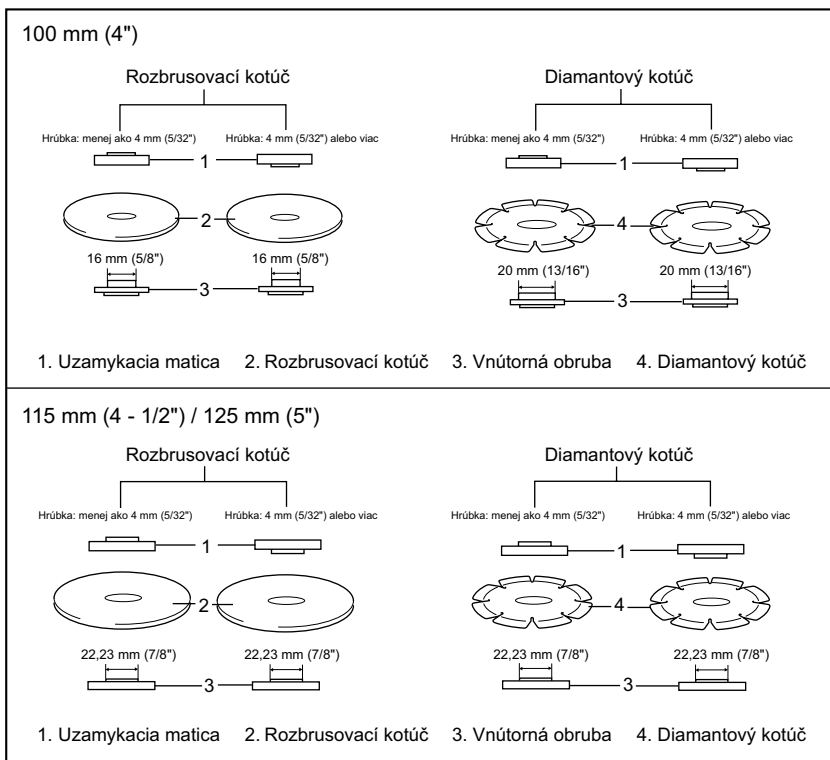 100 mm (4")
Rozbrusovací kotúč Diamantový kotúč
Hrúbka: menej ako 4 mm (5/32") Hrúbka: 4 mm (5/32") alebo viac Hrúbka: menej ako 4 mm (5/32") Hrúbka: 4 mm (5/32") alebo viac
1 1
2 4
16 mm (5/8") 16 mm (5/8") 20 mm (13/16") 20 mm (13/16")
3 3
1. Uzamykacia matica 2. Rozbrusovací kotúč 3. Vnútorná obruba 4. Diamantový kotúč
115 mm (4 - 1/2") / 125 mm (5")
Rozbrusovací kotúč Diamantový kotúč
Hrúbka: menej ako 4 mm (5/32") Hrúbka: 4 mm (5/32") alebo viac Hrúbka: menej ako 4 mm (5/32") Hrúbka: 4 mm (5/32") alebo viac
1 1
2 4
22,23 mm (7/8") 22,23 mm (7/8") 22,23 mm (7/8") 22,23 mm (7/8")
3 3
1. Uzamykacia matica 2. Rozbrusovací kotúč 3. Vnútorná obruba 4. Diamantový kotúč